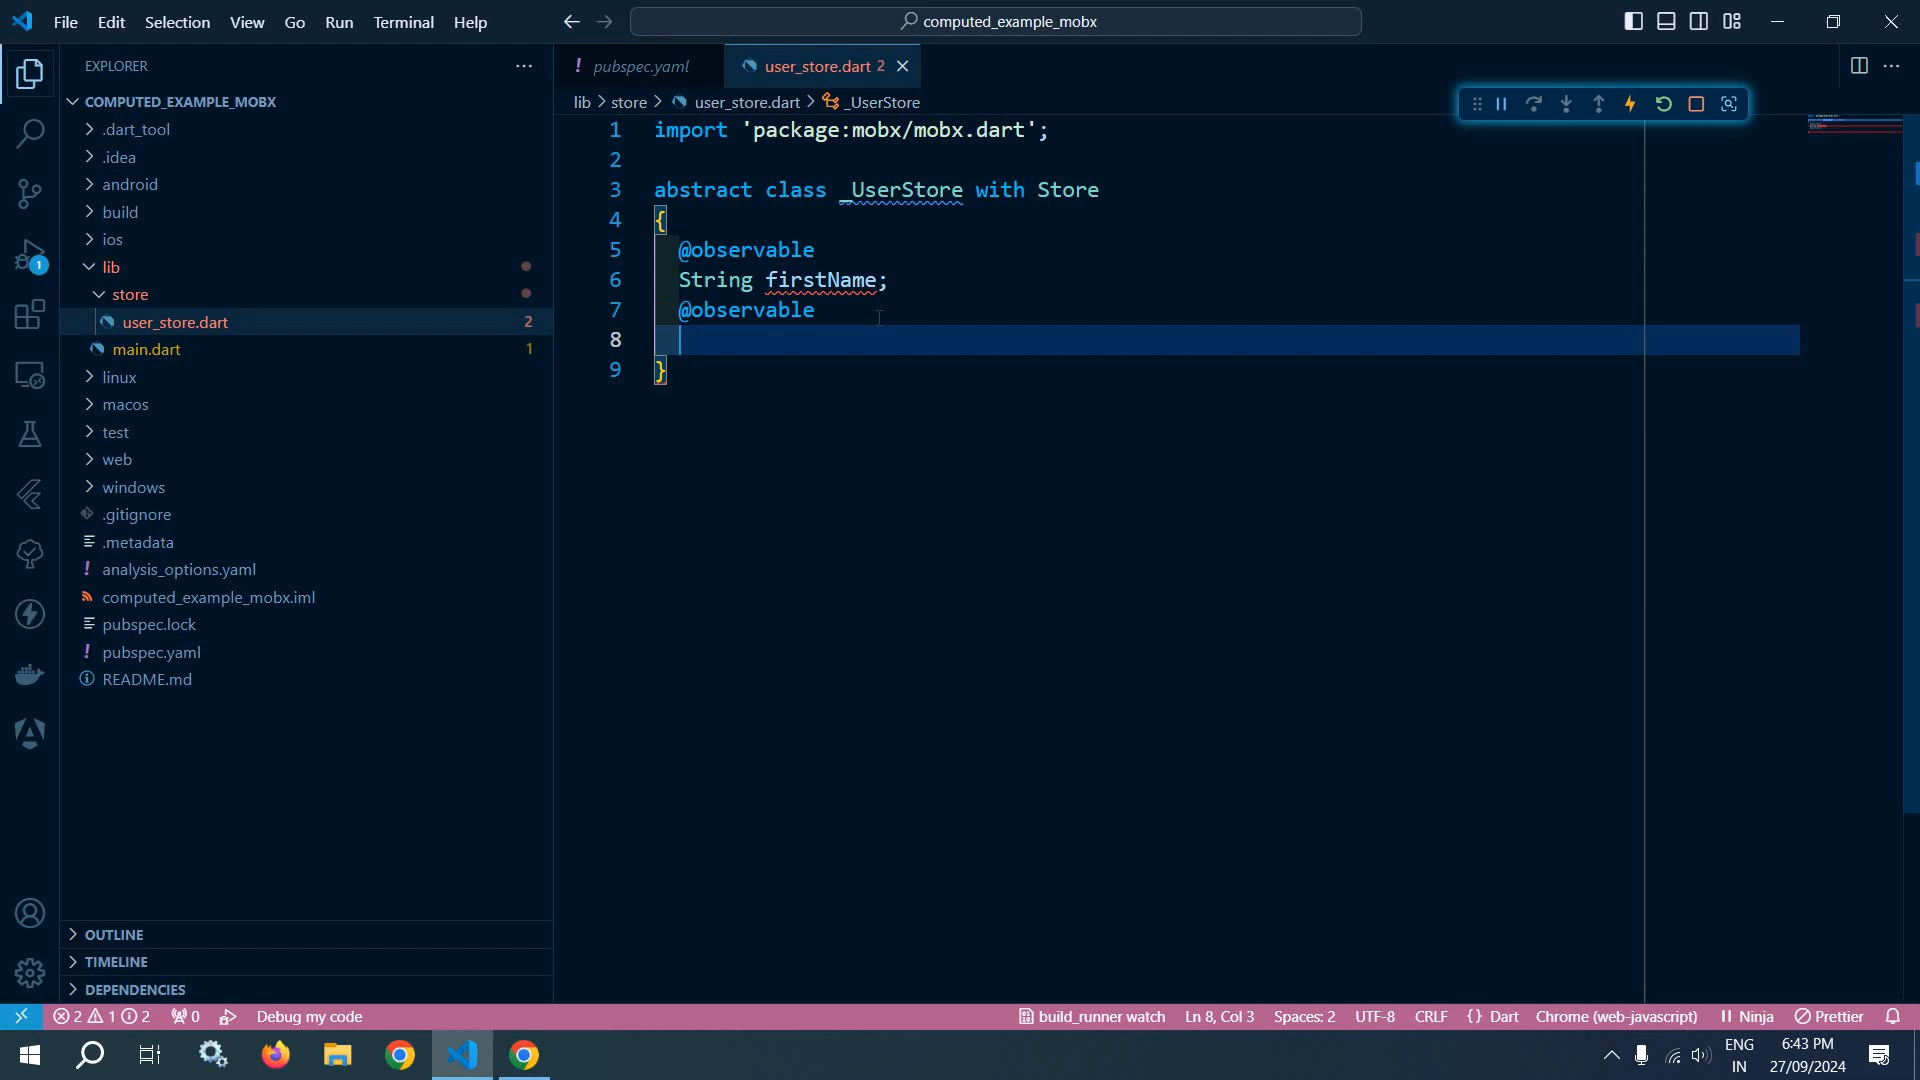 File Edit Selection View Go Run Terminal Help
computed_example_mobx
EXPLORER
pubspec.yaml
user_store.dart 2
COMPUTED_EXAMPLE_MOBX
lib > store > user_store.dart > _UserStore
.dart_tool
.idea
android
build
ios
lib
store
user_store.dart 2
main.dart 1
linux
macos
test
web
windows
.gitignore
.metadata
analysis_options.yaml
computed_example_mobx.iml
pubspec.lock
pubspec.yaml
README.md
1
1 import 'package:mobx/mobx.dart';
2
3 abstract class _UserStore with Store
4 {
5 @observable
6 String firstName;
7 @observable
8
9 }
OUTLINE
TIMELINE
DEPENDENCIES
2 1 2 0 Debug my code
build_runner watch Ln 8, Col 3 Spaces: 2 UTF-8 CRLF {} Dart Chrome (web-javascript) Ninja Prettier
ENG
IN
6:43 PM
27/09/2024